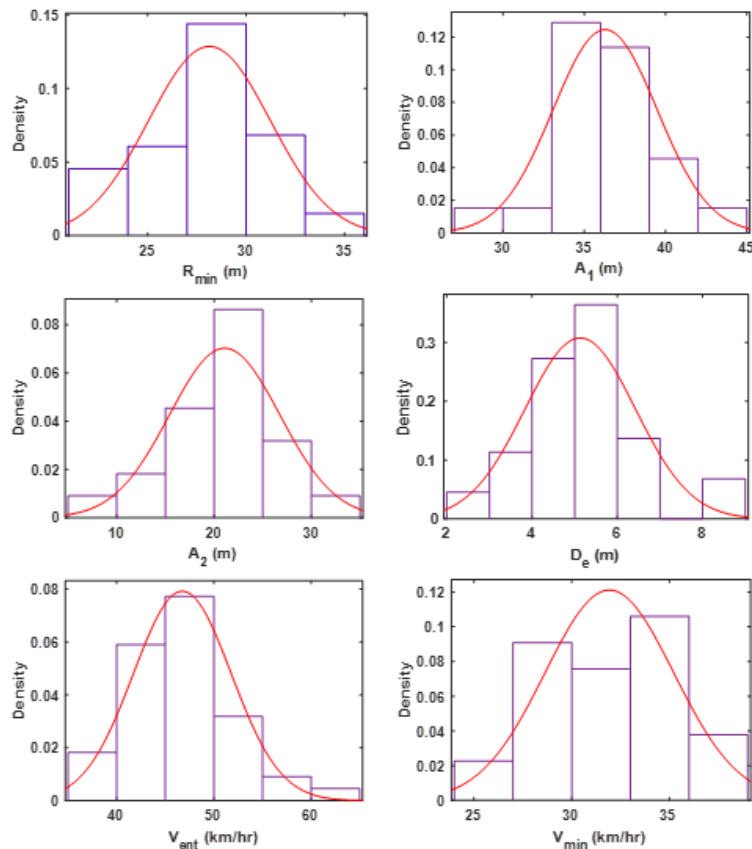 0.15
0.1
0.05
0
Density
25 30 35
R_min (m)
0.12
0.1
0.08
0.06
0.04
0.02
0
Density
30 35 40 45
A_1 (m)
0.08
0.06
0.04
0.02
0
Density
10 20 30
A_2 (m)
0.3
0.2
0.1
0
Density
2 4 6 8
D_e (m)
0.08
0.06
0.04
0.02
0
Density
40 50 60
V_ent (km/hr)
0.12
0.1
0.08
0.06
0.04
0.02
0
Density
25 30 35
V_min (km/hr)